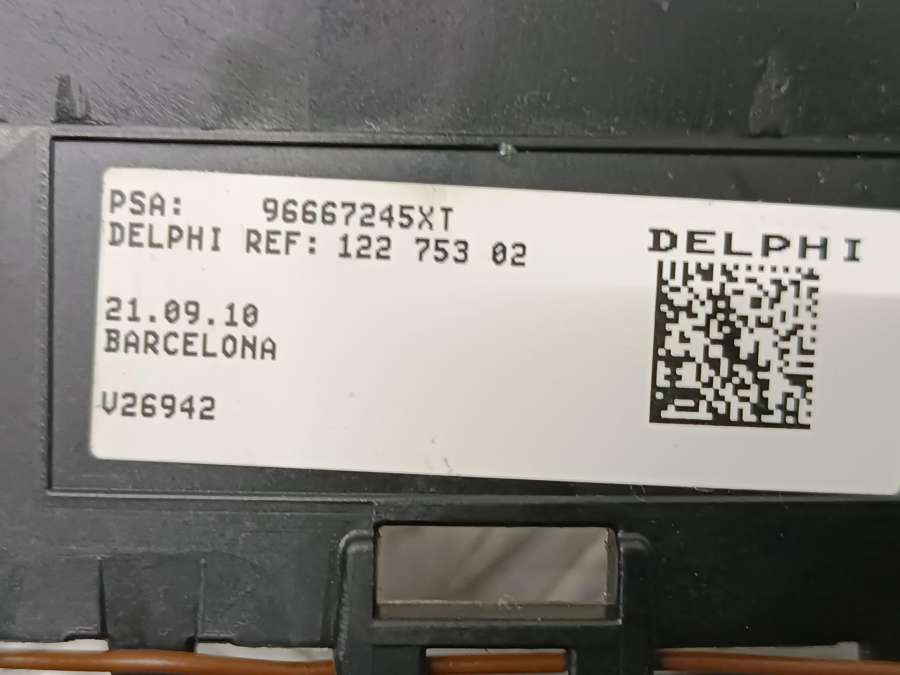 PSA: 96667245XT
DELPHI REF: 122 753 02
DELPHI
21.09.10
BARCELONA
V26942